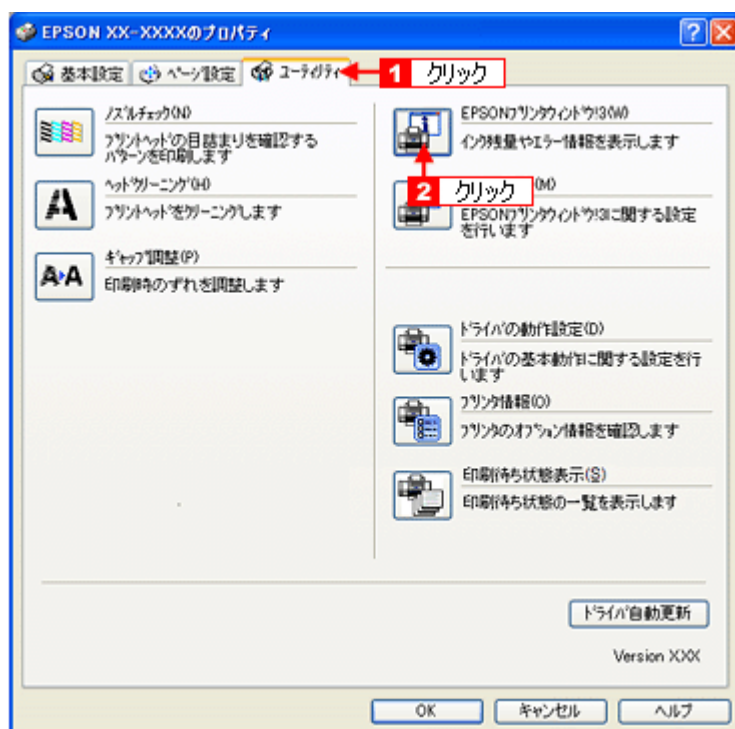 EPSON XX-XXXXのプロパティ
基本設定
ページ設定
ユーティリティ
1 クリック
ノズルチェック(N)
プリントヘッドの目詰まりを確認する
パターンを印刷します
ヘッドクリーニング(H)
プリントヘッドをクリーニングします
ギャップ調整(P)
印刷時のずれを調整します
EPSONプリンタウィンドウ!3(W)
インク残量やエラー情報を表示します
2 クリック
(M)
EPSONプリンタウィンドウ!3に関する設定
を行います
ドライバの動作設定(D)
ドライバの基本動作に関する設定を行
います
プリンタ情報(O)
プリンタのオプション情報を確認します
印刷待ち状態表示(S)
印刷待ち状態の一覧を表示します
ドライバ自動更新
Version XXX
OK
キャンセル
ヘルプ